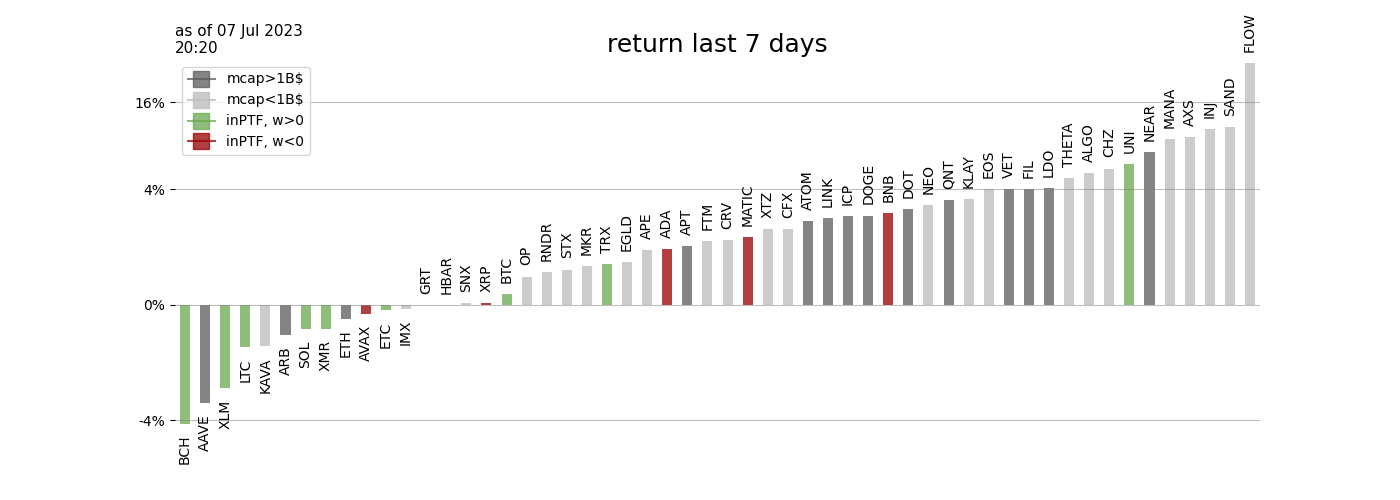 as of 07 Jul 2023
20:20
return last 7 days
mcap>1B$
mcap<1B$
inPTF, w>0
inPTF, w<0
16%
4%
0%
-4%
BCH
AAVE
XLM
LTC
KAVA
ARB
SOL
XMR
ETH
AVAX
ETC
IMX
GRT
HBAR
SNX
XRP
BTC
OP
RNDR
STX
MKR
TRX
EGLD
APE
ADA
APT
FTM
CRV
MATIC
XTZ
CFX
ATOM
LINK
ICP
DOGE
BNB
DOT
NEO
QNT
KLAY
EOS
VET
FIL
LDO
THETA
ALGO
CHZ
UNI
NEAR
MANA
AXS
INJ
SAND
FLOW